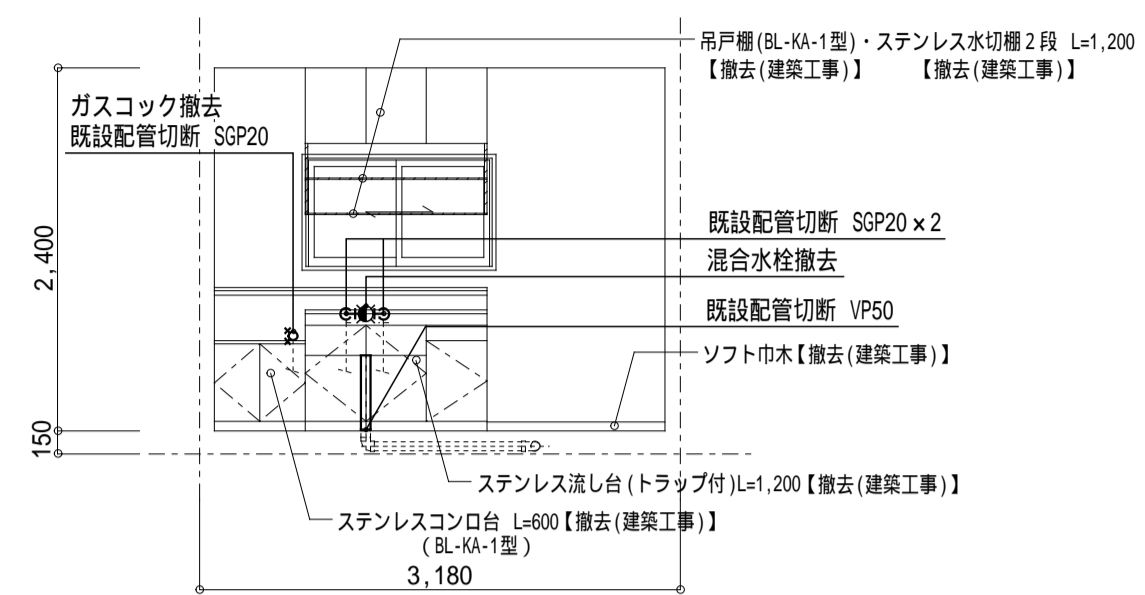 吊戸棚(BL-KA-1型)・ステンレス水切棚2段 L=1,200
【撤去(建築工事)】 【撤去(建築工事)】
ガスコック撤去
既設配管切断 SGP20
既設配管切断 SGP20×2
混合水栓撤去
既設配管切断 VP50
ソフト巾木【撤去(建築工事)】
2,400
150
ステンレス流し台(トラップ付)L=1,200【撤去(建築工事)】
ステンレスコンロ台 L=600【撤去(建築工事)】
(BL-KA-1型)
3,180